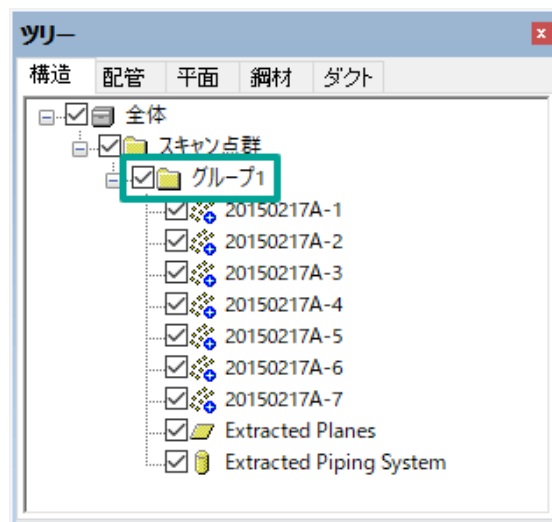 ツリー
構造 配管 平面 鋼材 ダクト
全体
スキャン点群
グループ1
20150217A-1
20150217A-2
20150217A-3
20150217A-4
20150217A-5
20150217A-6
20150217A-7
Extracted Planes
Extracted Piping System